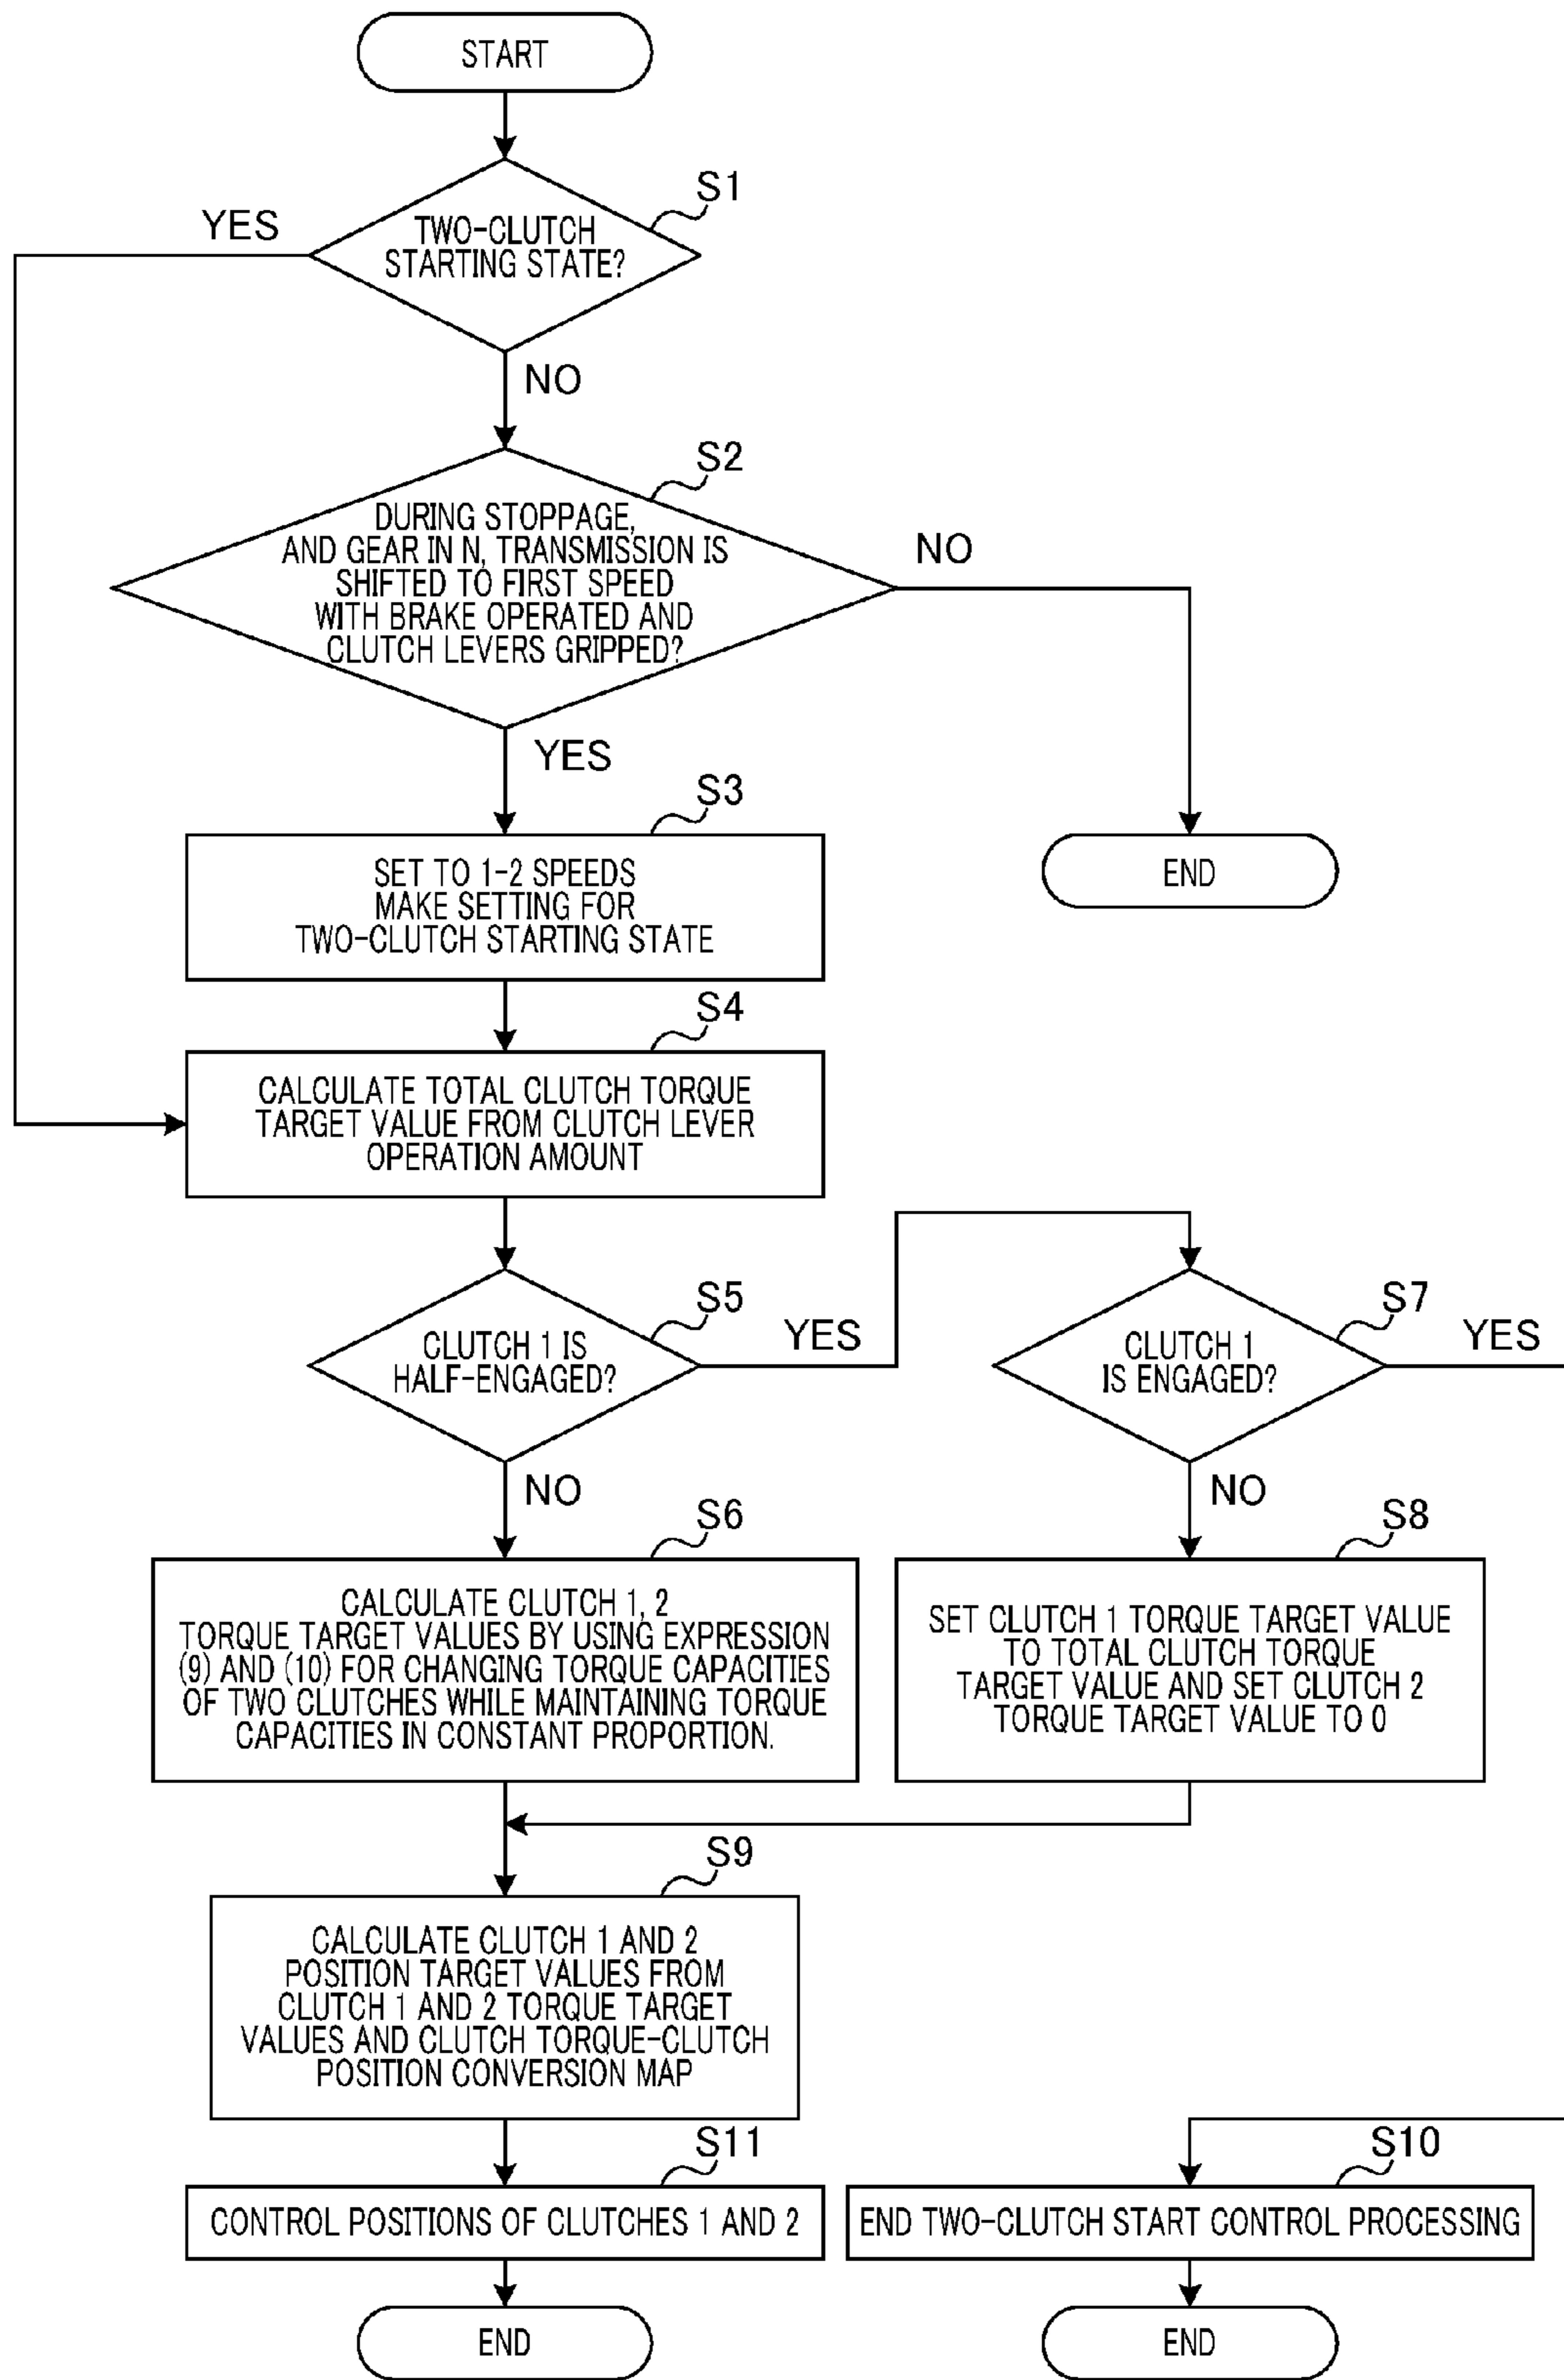 START
S1
YES
TWO-CLUTCH
STARTING STATE?
NO
S2
DURING STOPPAGE,
AND GEAR IN N, TRANSMISSION IS
SHIFTED TO FIRST SPEED
WITH BRAKE OPERATED AND
CLUTCH LEVERS GRIPPED?
NO
YES
S3
SET TO 1-2 SPEEDS
MAKE SETTING FOR
TWO-CLUTCH STARTING STATE
END
S4
CALCULATE TOTAL CLUTCH TORQUE
TARGET VALUE FROM CLUTCH LEVER
OPERATION AMOUNT
S5
CLUTCH 1 IS
HALF-ENGAGED?
YES
S7
CLUTCH 1
IS ENGAGED?
YES
NO
NO
S6
CALCULATE CLUTCH 1, 2
TORQUE TARGET VALUES BY USING EXPRESSION
(9) AND (10) FOR CHANGING TORQUE CAPACITIES
OF TWO CLUTCHES WHILE MAINTAINING TORQUE
CAPACITIES IN CONSTANT PROPORTION.
S8
SET CLUTCH 1 TORQUE TARGET VALUE
TO TOTAL CLUTCH TORQUE
TARGET VALUE AND SET CLUTCH 2
TORQUE TARGET VALUE TO 0
S9
CALCULATE CLUTCH 1 AND 2
POSITION TARGET VALUES FROM
CLUTCH 1 AND 2 TORQUE TARGET
VALUES AND CLUTCH TORQUE-CLUTCH
POSITION CONVERSION MAP
S11
CONTROL POSITIONS OF CLUTCHES 1 AND 2
S10
END TWO-CLUTCH START CONTROL PROCESSING
END
END